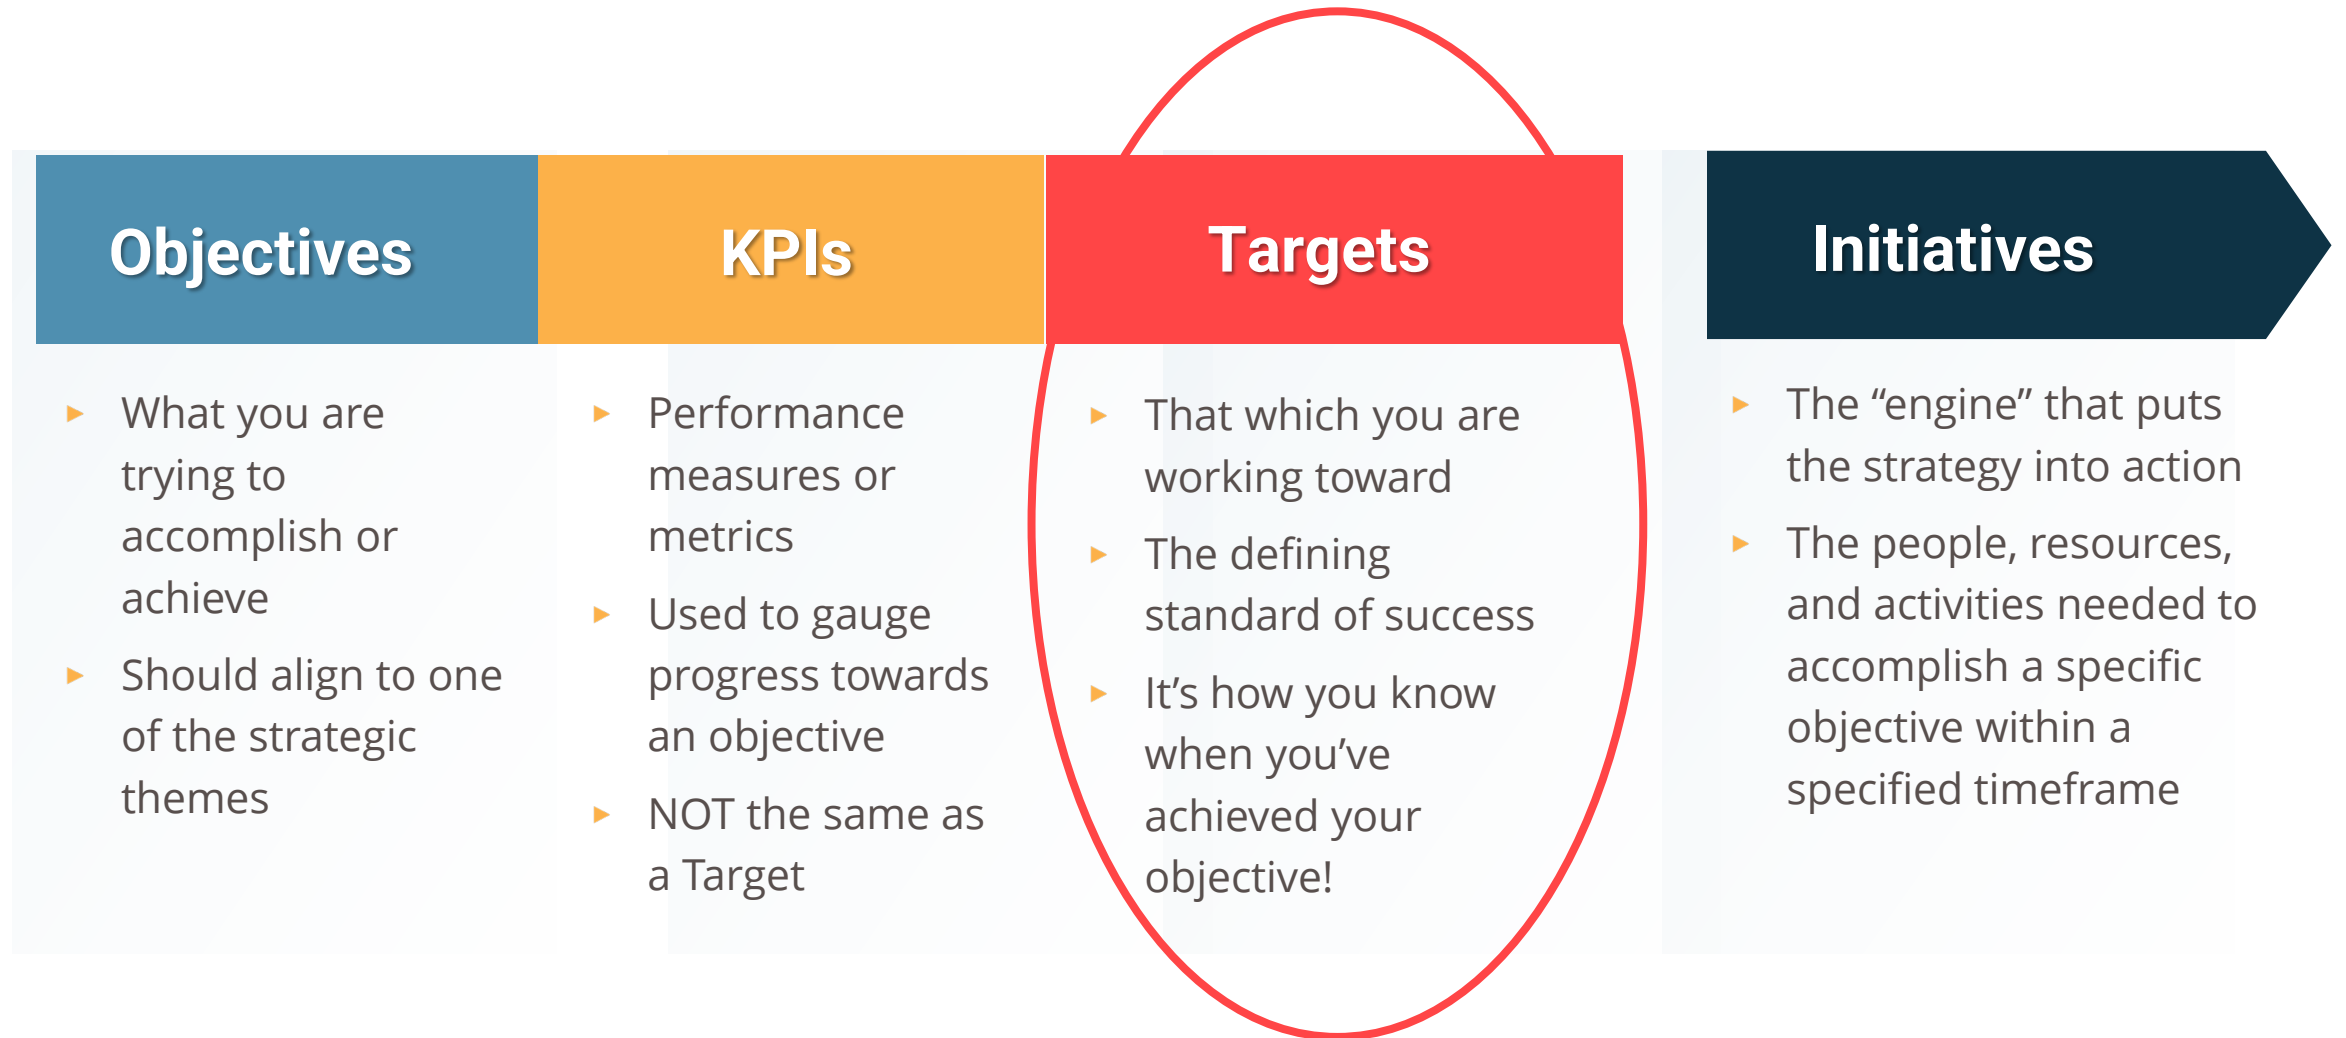 Objectives
What you are
trying to
accomplish or
achieve
Should align to one
of the strategic
themes
KPIs
Performance
measures or
metrics
Used to gauge
progress towards
an objective
NOT the same as
a Target
Targets
That which you are
working toward
The defining
standard of success
It’s how you know
when you’ve
achieved your
objective!
Initiatives
The “engine” that puts
the strategy into action
The people, resources,
and activities needed to
accomplish a specific
objective within a
specified timeframe